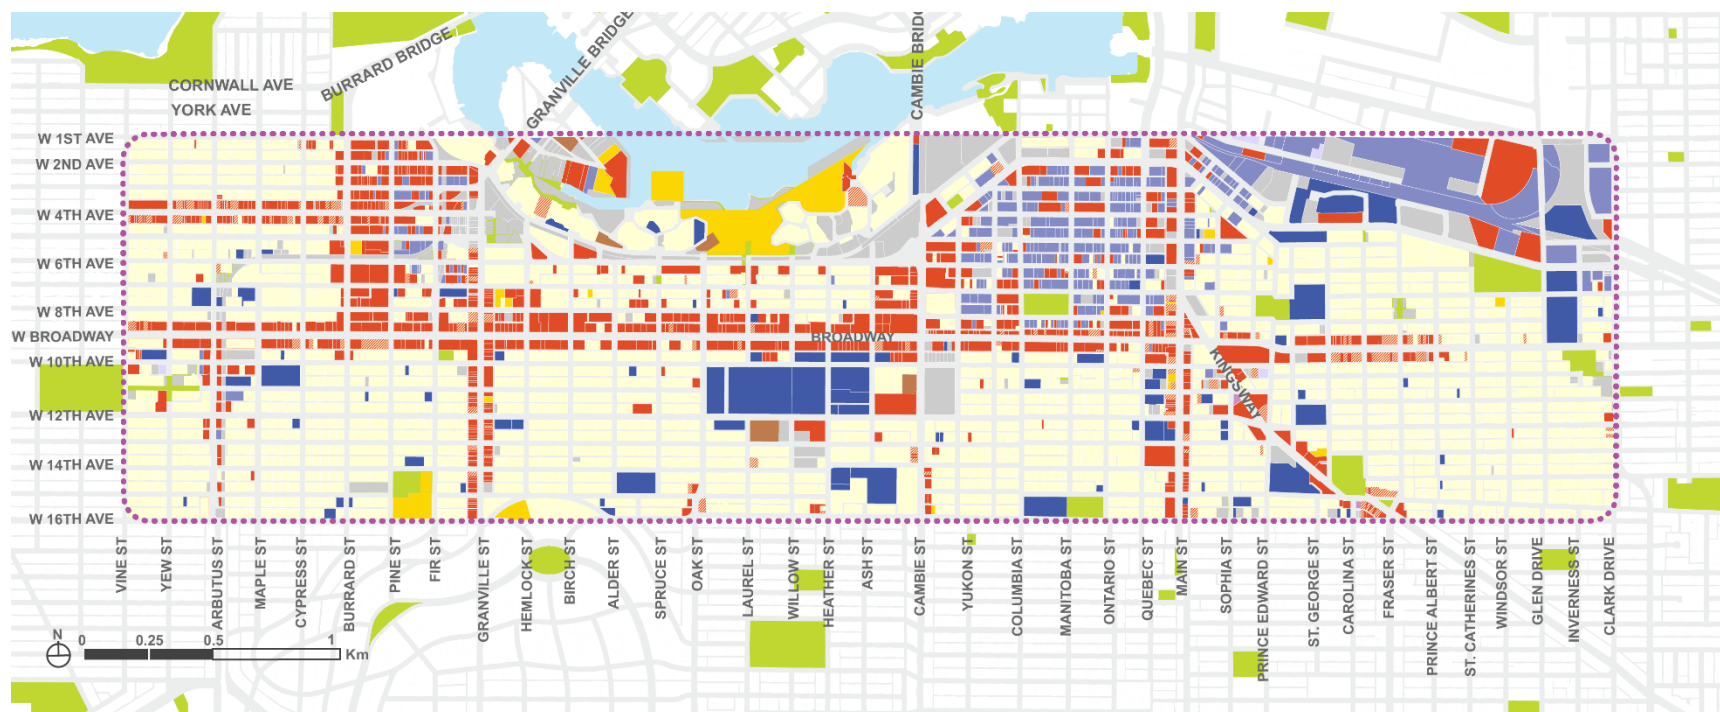 BURRARD BRIDGE
GRANVILLE BRIDGE
CAMBIE BRIDG
CORNWALL AVE
YORK AVE
W 1ST AVE
W 2ND AVE
W 4TH AVE
W 6TH AVE
W 8TH AVE
W BROADWAY
BROADWAY
W 10TH AVE
KINGSWAY
W 12TH AVE
W 14TH AVE
W 16TH AVE
VINE ST
YEW ST
ARBUTUS ST
MAPLE ST
CYPRESS ST
BURRARD ST
PINE ST
FIR ST
GRANVILLE ST
HEMLOCK ST
BIRCH ST
ALDER ST
SPRUCE ST
OAK ST
LAUREL ST
WILLOW ST
HEATHER ST
ASH ST
CAMBIE ST
YUKON ST
COLUMBIA ST
MANITOBA ST
ONTARIO ST
QUEBEC ST
MAIN ST
SOPHIA ST
PRINCE EDWARD ST
ST. GEORGE ST
CAROLINA ST
FRASER ST
PRINCE ALBERT ST
ST. CATHERINES ST
WINDSOR ST
GLEN DRIVE
INVERNESS ST
CLARK DRIVE
N
0 0.25 0.5 1
Km